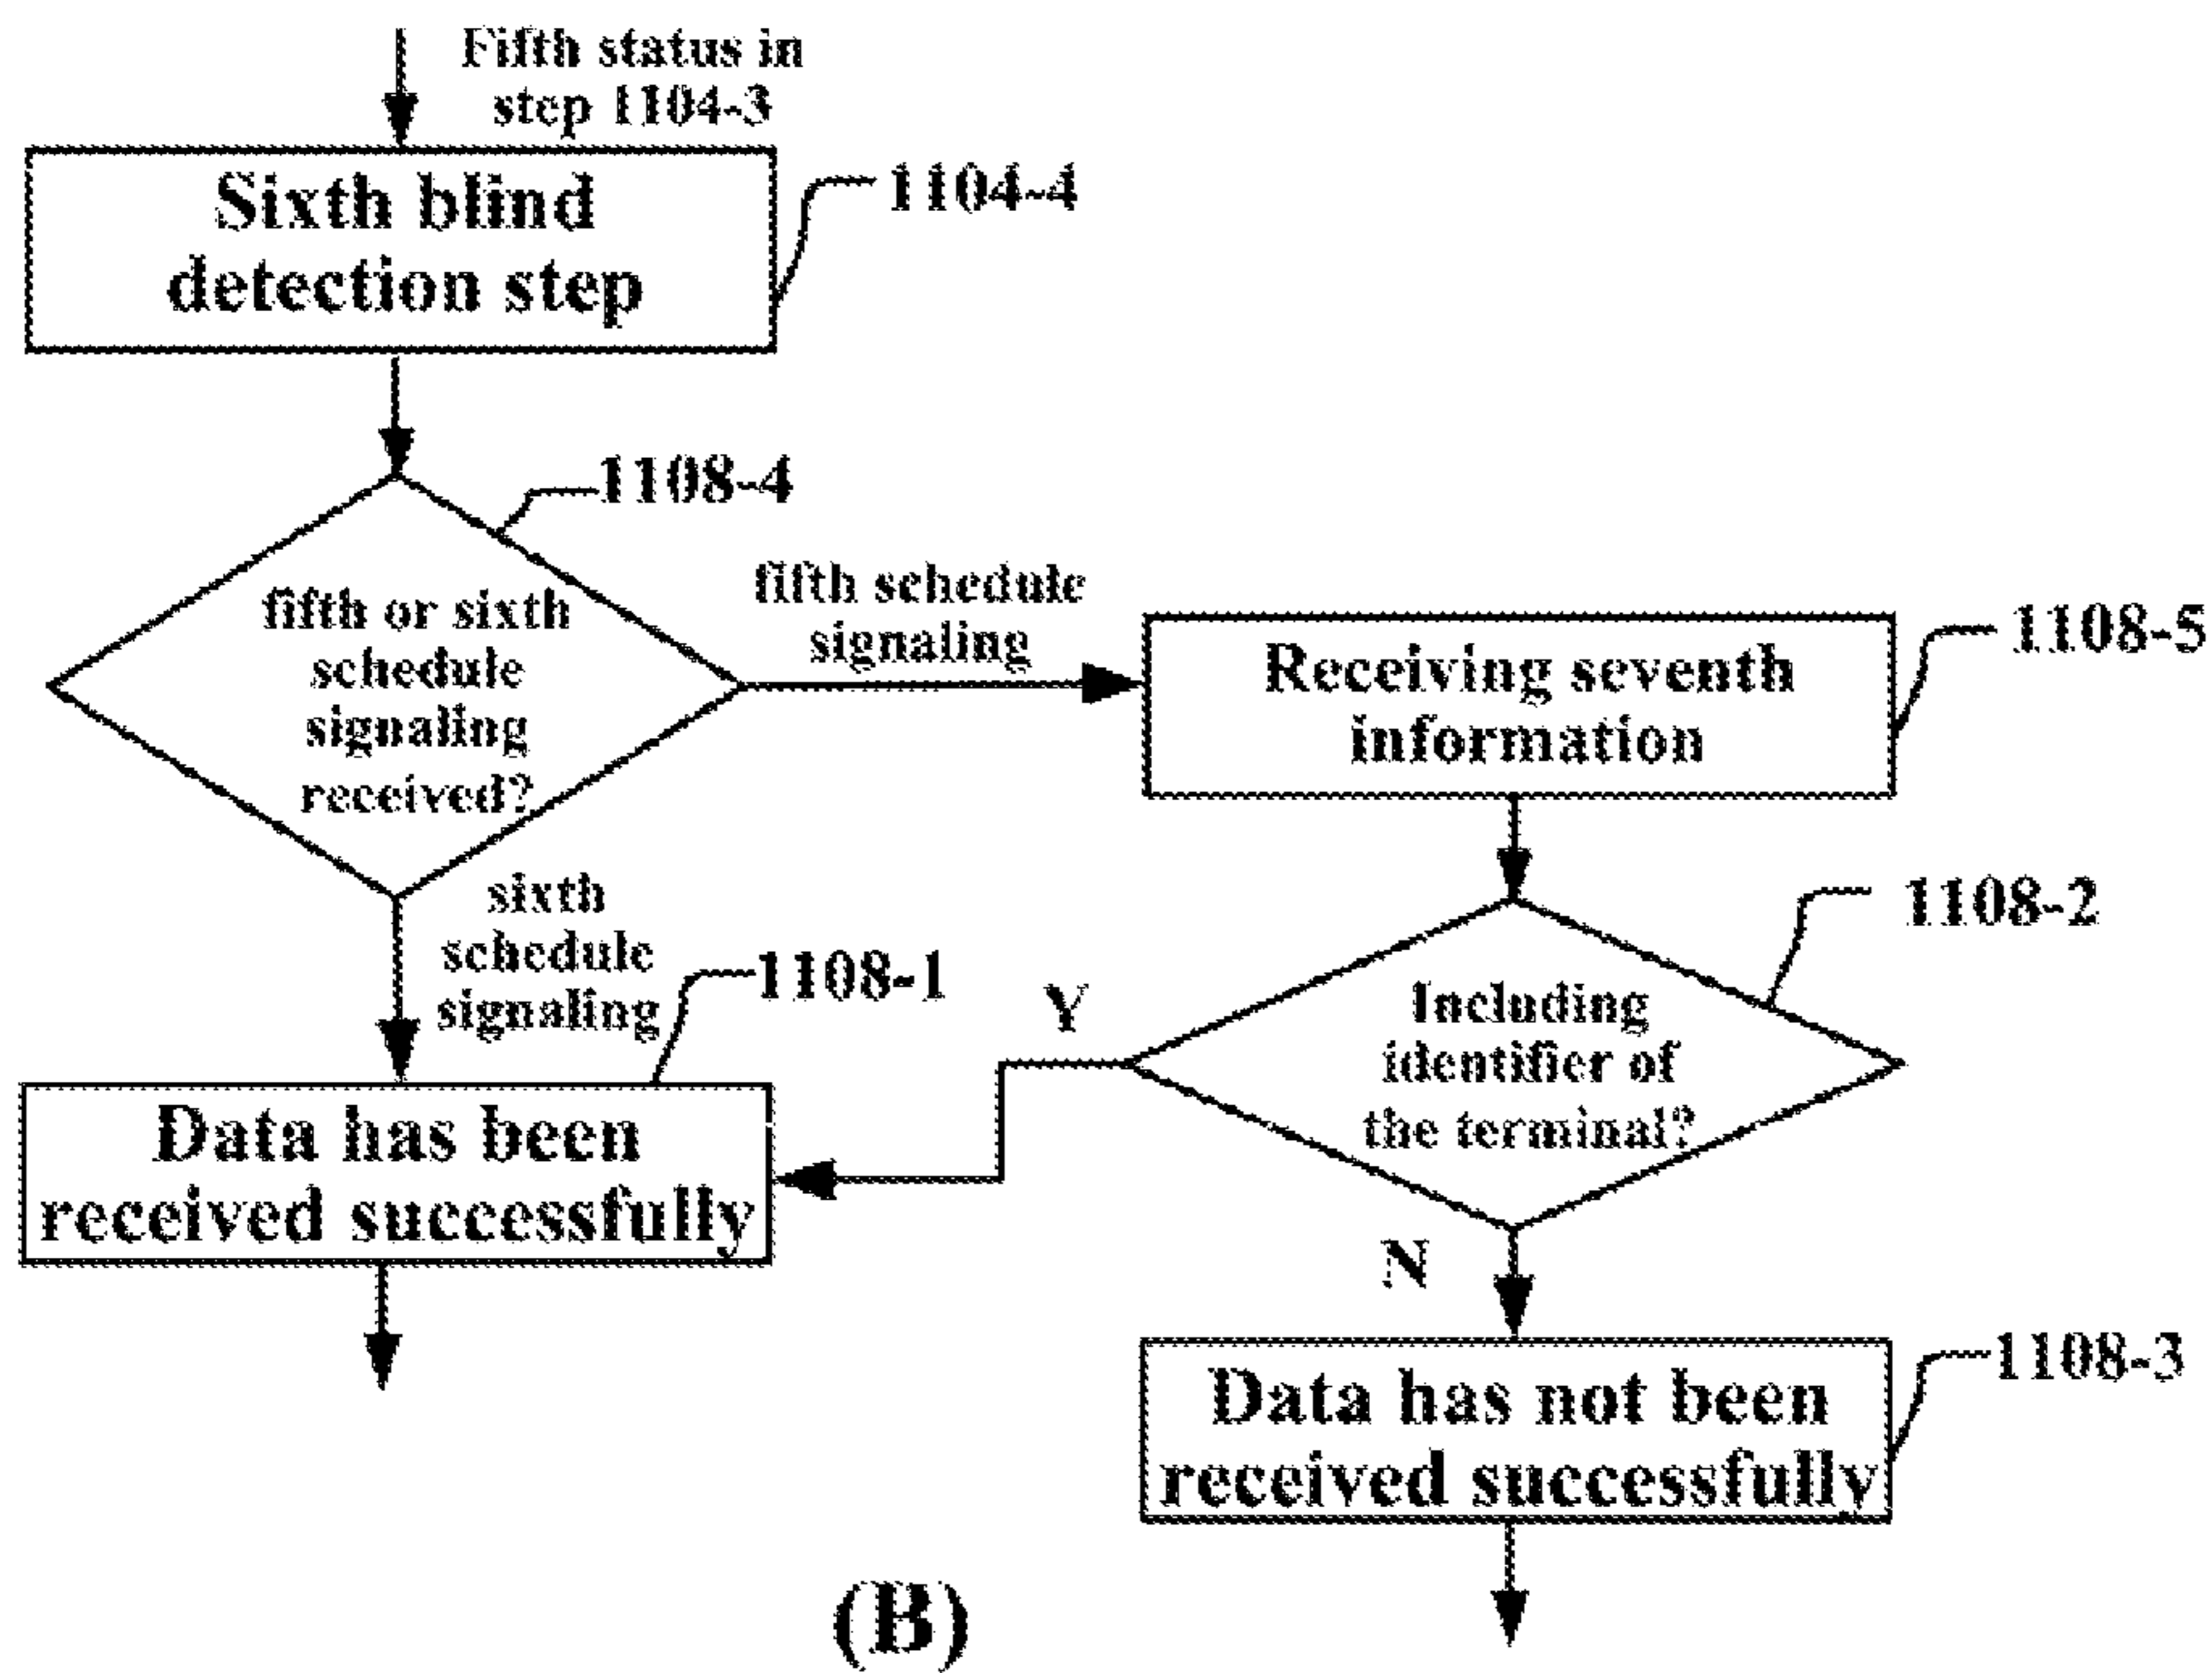 Fifth status in
step 1104-3
Sixth blind
detection step
1104-4
1108-4
fifth or sixth
schedule
signaling
received?
fifth schedule
signaling
Receiving seventh
information
1108-5
sixth
schedule
signaling
1108-1
Data has been
received successfully
Y
1108-2
Including
identifier of
the terminal?
N
Data has not been
received successfully
1108-3
(B)